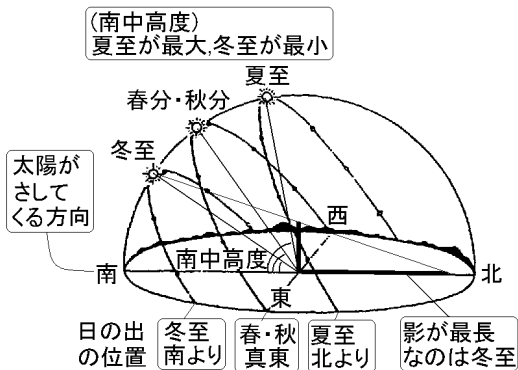 (南中高度)
夏至が最大,冬至が最小
夏至
春分・秋分
冬至
太陽が
さして
くる方向
西
南
南中高度
北
東
日の出
の位置
冬至
南より
春・秋
真東
夏至
北より
影が最長
なのは冬至